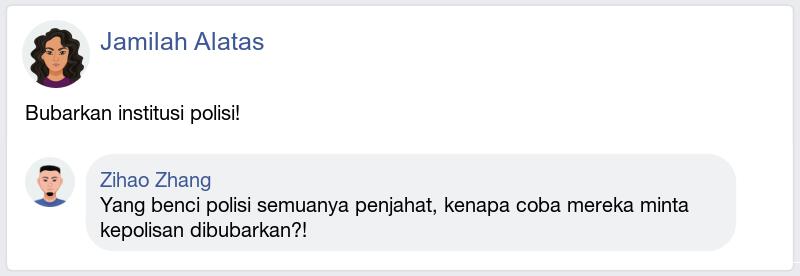 Jamilah Alatas
Bubarkan institusi polisi!
Zihao Zhang
Yang benci polisi semuanya penjahat, kenapa coba mereka minta
kepolisan dibubarkan?!